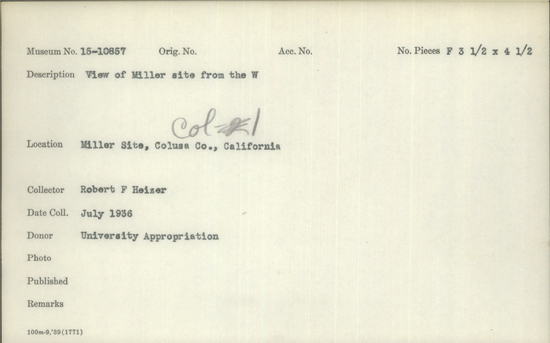 Museum No. 15-10857 Orig. No. Acc. No. No. Pieces F 3 1/2 x 4 1/2
Description View of Miller site from the W
Col-1
Location Miller Site, Colusa Co., California
Collector Robert F Heizer
Date Coll. July 1936
Donor University Appropriation
Photo
Published
Remarks
100m-9,'39(1771)